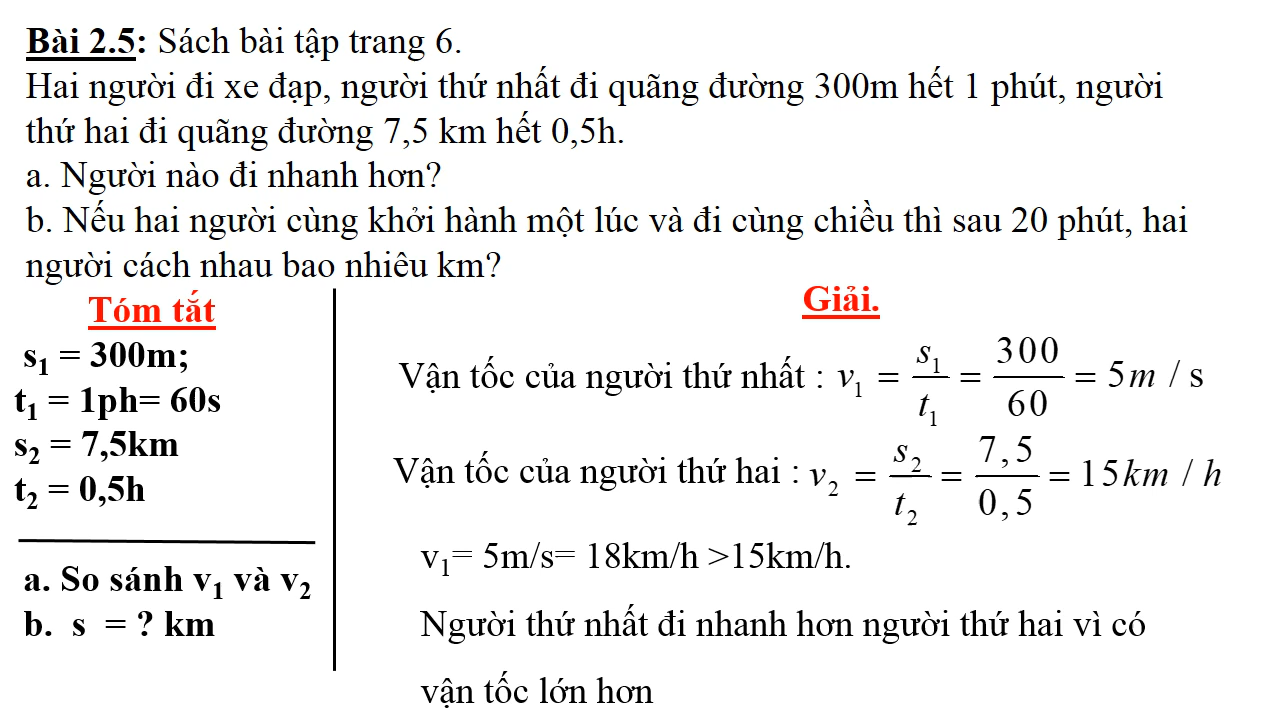 Bài 2.5: Sách bài tập trang 6.
Hai người đi xe đạp, người thứ nhất đi quãng đường 300m hết 1 phút, người
thứ hai đi quãng đường 7,5 km hết 0,5h.
a. Người nào đi nhanh hơn?
b. Nếu hai người cùng khởi hành một lúc và đi cùng chiều thì sau 20 phút, hai
người cách nhau bao nhiêu km?
Tóm tắt
s₁ = 300m;
t₁ = 1ph= 60s
s₂ = 7,5km
t₂ = 0,5h
a. So sánh v₁ và v₂
b. s = ? km
Giải.
Vận tốc của người thứ nhất : v₁ = s₁/t₁ = 300/60 = 5m / s
Vận tốc của người thứ hai : v₂ = s₂/t₂ = 7,5/0,5 = 15km / h
v₁= 5m/s= 18km/h >15km/h.
Người thứ nhất đi nhanh hơn người thứ hai vì có
vận tốc lớn hơn